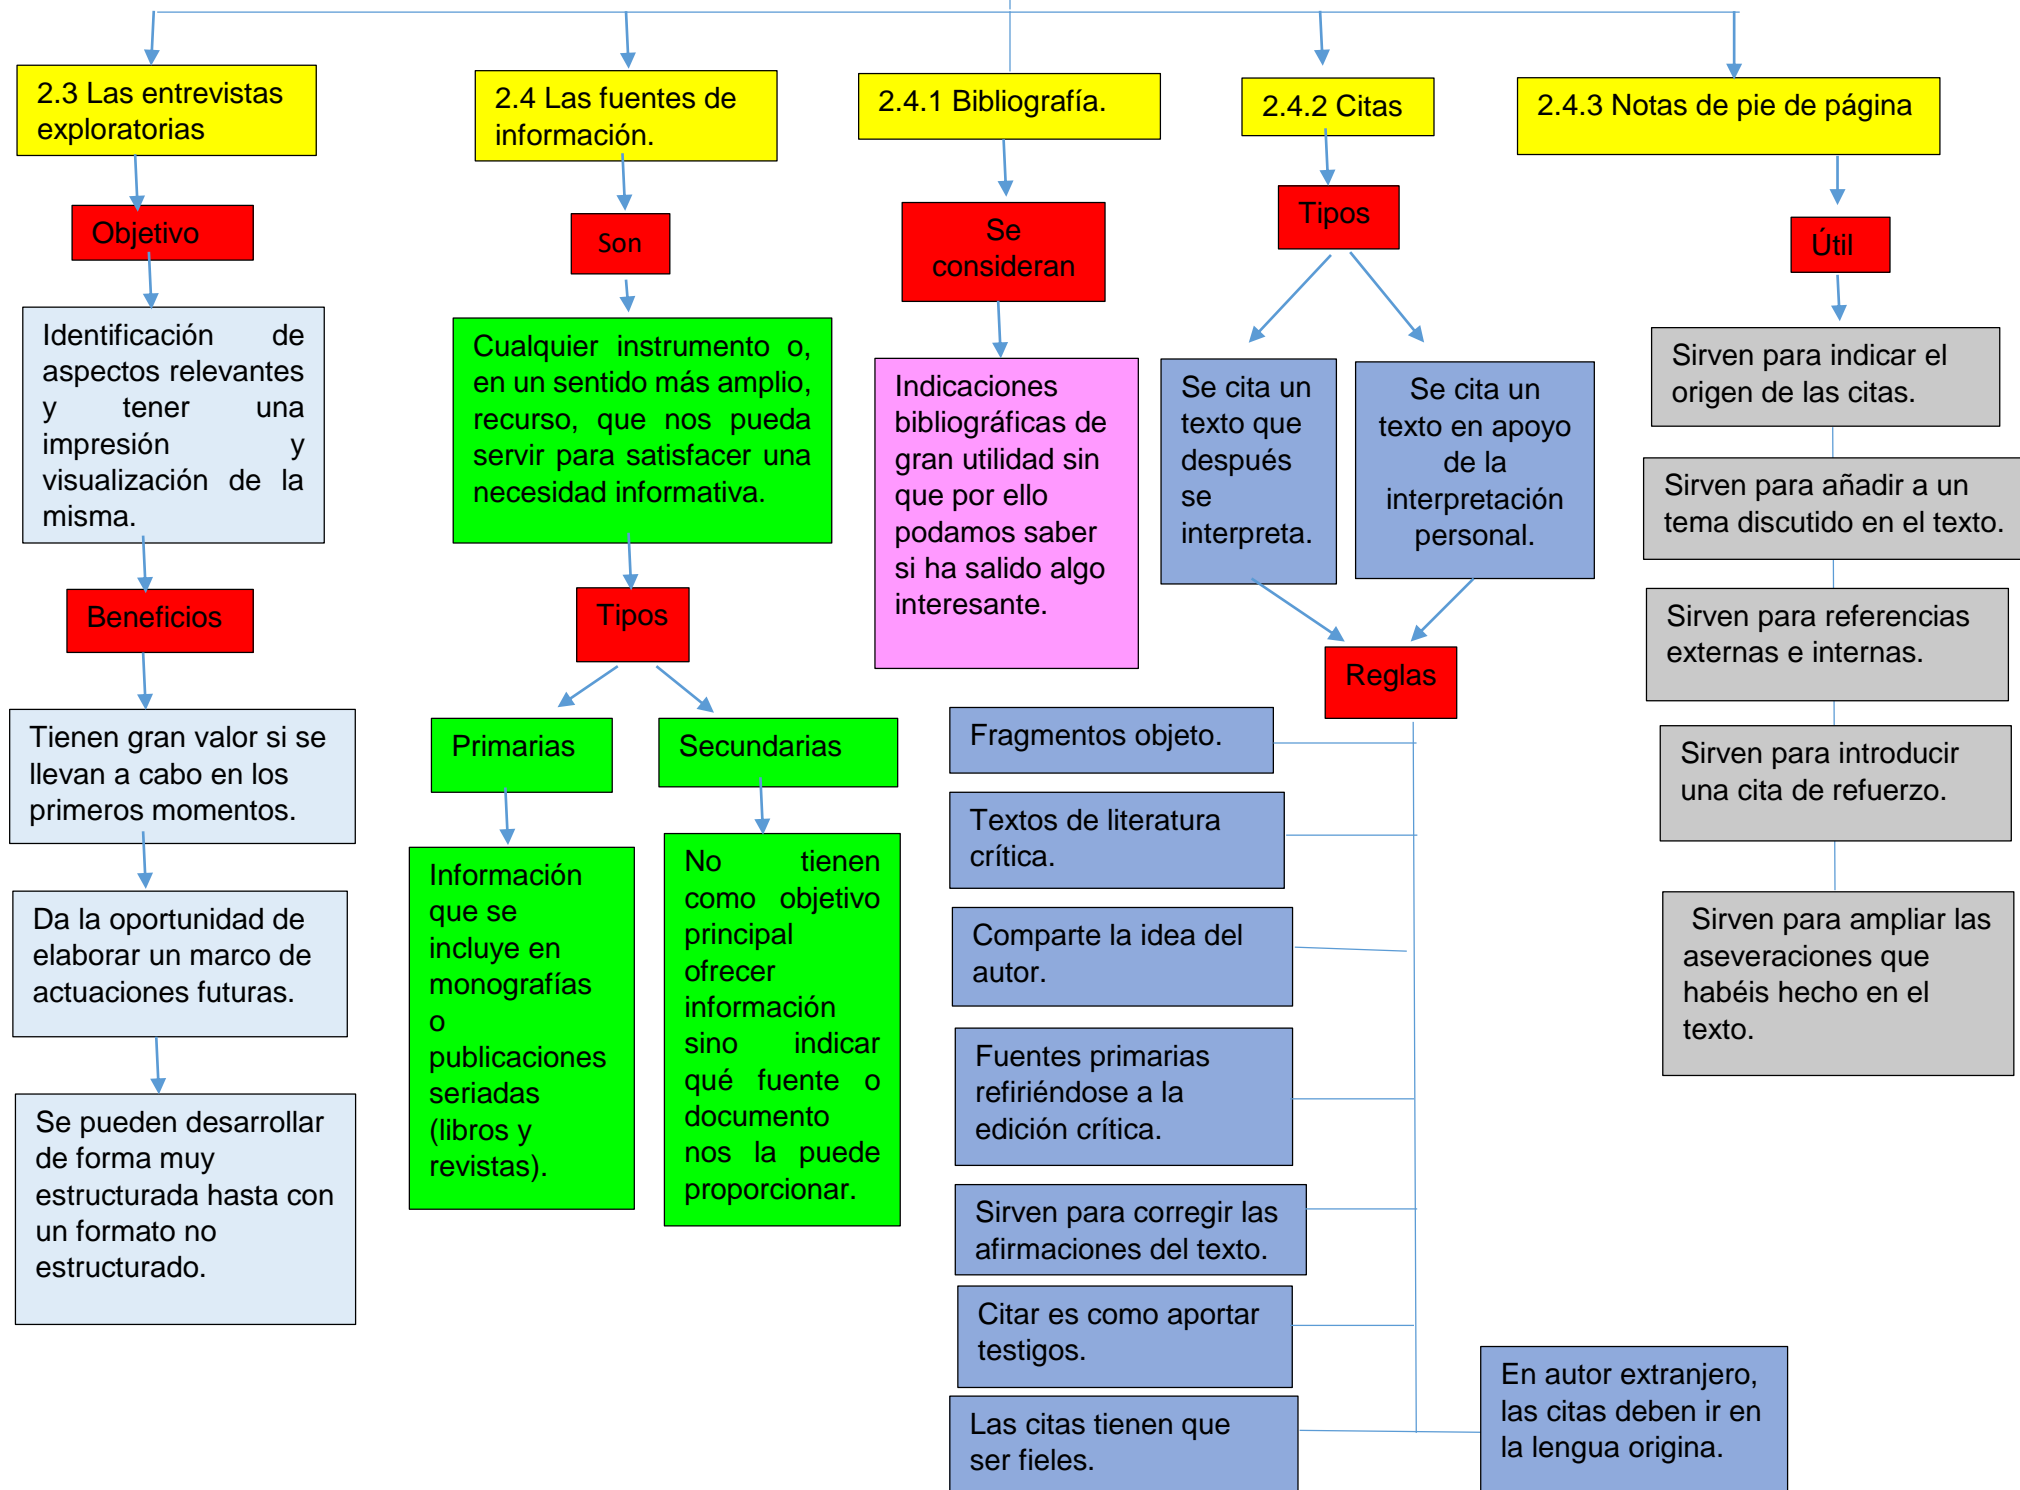 2.3 Las entrevistas
exploratorias
Objetivo
Identificación de
aspectos relevantes
y tener una
impresión y
visualización de la
misma.
Beneficios
Tienen gran valor si se
llevan a cabo en los
primeros momentos.
Da la oportunidad de
elaborar un marco de
actuaciones futuras.
Se pueden desarrollar
de forma muy
estructurada hasta con
un formato no
estructurado.
2.4 Las fuentes de
información.
Son
Cualquier instrumento o,
en un sentido más amplio,
recurso, que nos pueda
servir para satisfacer una
necesidad informativa.
Tipos
Primarias
Información
que se
incluye en
monografías
o
publicaciones
seriadas
(libros y
revistas).
Secundarias
No tienen
como objetivo
principal
ofrecer
información
sino indicar
qué fuente o
documento
nos la puede
proporcionar.
2.4.1 Bibliografía.
Se
consideran
Indicaciones
bibliográficas de
gran utilidad sin
que por ello
podamos saber
si ha salido algo
interesante.
2.4.2 Citas
Tipos
Se cita un
texto que
después
se
interpreta.
Se cita un
texto en apoyo
de la
interpretación
personal.
Reglas
Fragmentos objeto.
Textos de literatura
crítica.
Comparte la idea del
autor.
Fuentes primarias
refiriéndose a la
edición crítica.
Sirven para corregir las
afirmaciones del texto.
Citar es como aportar
testigos.
Las citas tienen que
ser fieles.
En autor extranjero,
las citas deben ir en
la lengua origina.
2.4.3 Notas de pie de página
Útil
Sirven para indicar el
origen de las citas.
Sirven para añadir a un
tema discutido en el texto.
Sirven para referencias
externas e internas.
Sirven para introducir
una cita de refuerzo.
Sirven para ampliar las
aseveraciones que
habéis hecho en el
texto.